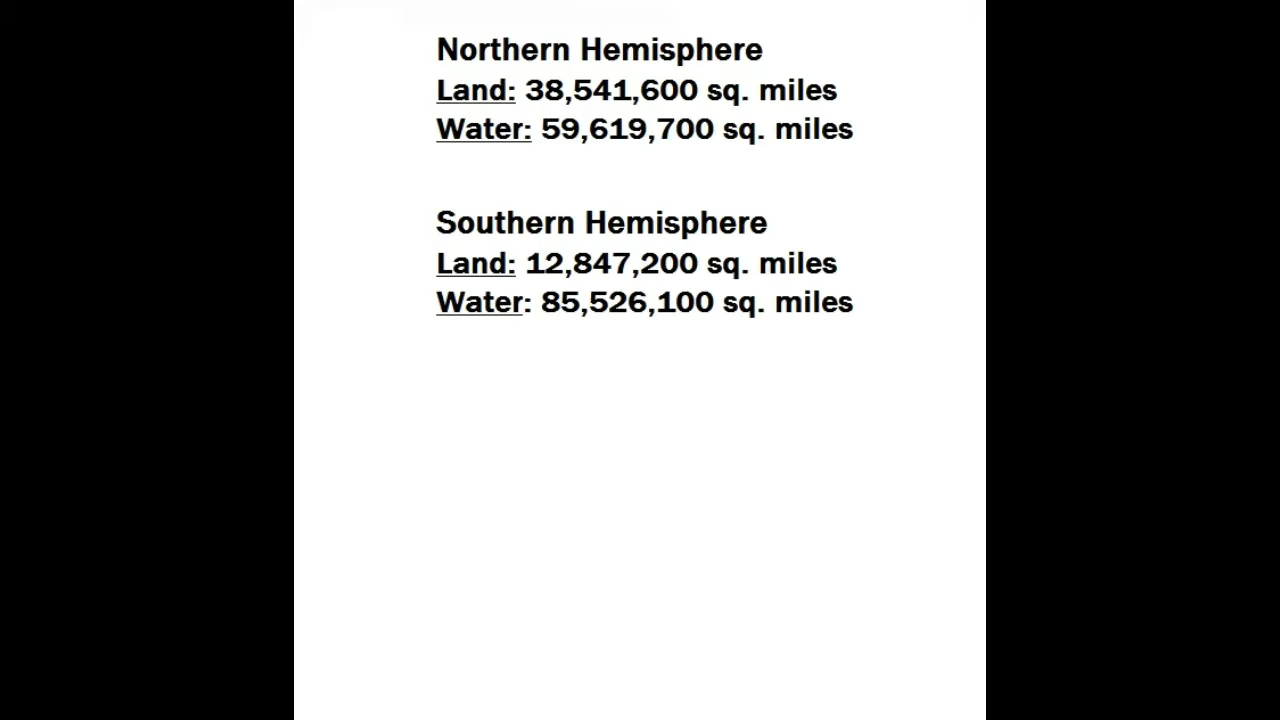 Northern Hemisphere
Land: 38,541,600 sq. miles
Water: 59,619,700 sq. miles
Southern Hemisphere
Land: 12,847,200 sq. miles
Water: 85,526,100 sq. miles